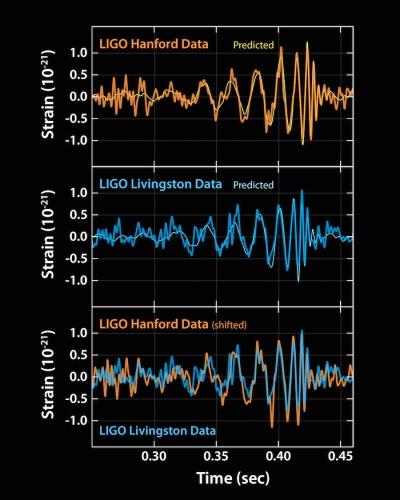 LIGO Hanford Data Predicted
1.0
0.5
0.0
-0.5
-1.0
Strain (10-21)
LIGO Livingston Data Predicted
1.0
0.5
0.0
-0.5
-1.0
Strain (10-21)
LIGO Hanford Data (shifted)
1.0
0.5
0.0
-0.5
-1.0
Strain (10-21)
LIGO Livingston Data
0.30 0.35 0.40 0.45
Time (sec)